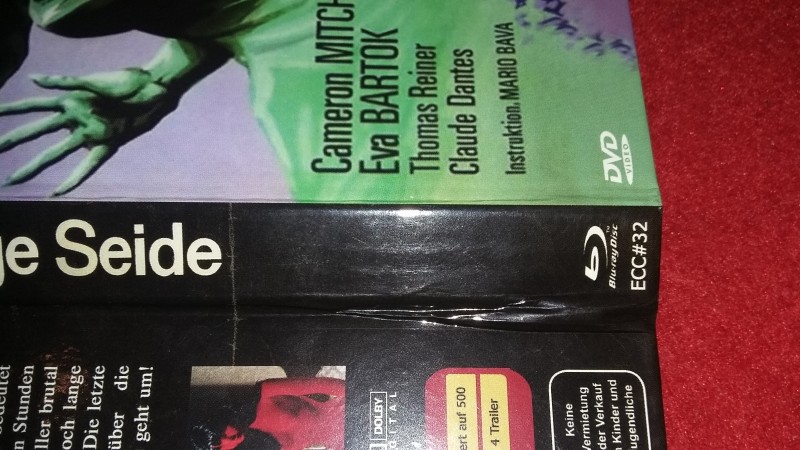 Cameron MITCH
Eva BARTOK
Thomas Reiner
Claude Dantes
Instruktion: MARIO BAVA
DVD
VIDEO
ge Seide
Blu-ray Disc
ECC#32
bedeutet
n Stunden
ller brutal
och lange
Die letzte
über die
geht um!
DOLBY
DIGITAL
ert auf 500
4 Trailer
Keine
Vermietung
der Verkauf
n Kinder und
ugendliche